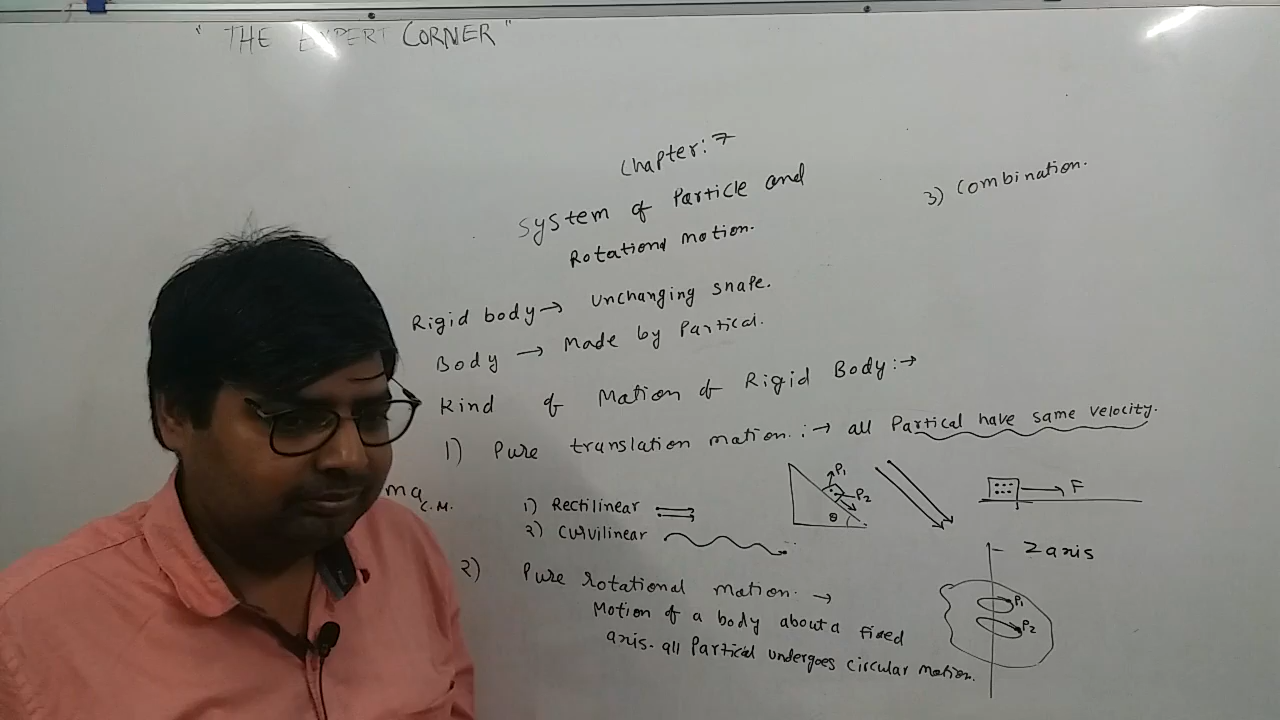 " THE EXPERT CORNER "
Chapter: 7
System of Particle and
Rotational motion.
3) Combination.
Rigid body → Unchanging shape.
Body → Made by Partical.
Kind of Mation of Rigid Body :→
1) Pure translation mation. :→ all Partical have same velocity.
ma C.M.
1) Rectilinear
2) Curvilinear
P1
P2
θ
F
2) Pure rotational mation. →
Motion of a body about a fixed
axis. all Partical undergoes circular motion.
Z axis
P1
P2